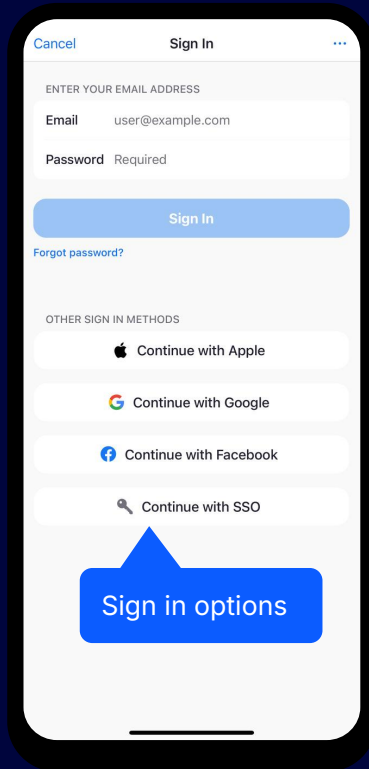 Cancel Sign In ...
ENTER YOUR EMAIL ADDRESS
Email user@example.com
Password Required
Sign In
Forgot password?
OTHER SIGN IN METHODS
Continue with Apple
Continue with Google
Continue with Facebook
Continue with SSO
Sign in options